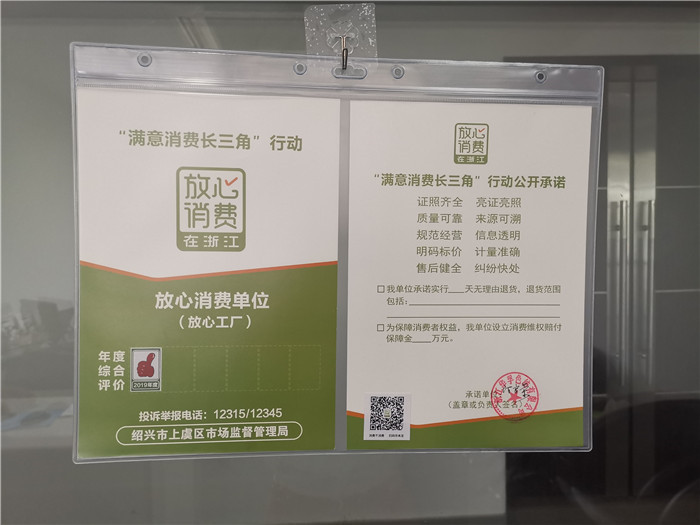 “满意消费长三角”行动
放心
消费
在浙江
放心消费单位
（放心工厂）
年度
综合
评价
2019年度
投诉举报电话：12315/12345
绍兴市上虞区市场监督管理局
放心
消费
在浙江
“满意消费长三角”行动公开承诺
证照齐全 亮证亮照
质量可靠 来源可溯
规范经营 信息透明
明码标价 计量准确
售后健全 纠纷快处
□我单位承诺实行___天无理由退货，退货范围
包括：
□为保障消费者权益，我单位设立消费维权赔付
保障金___万元。
承诺单
（盖章或负责人签名）